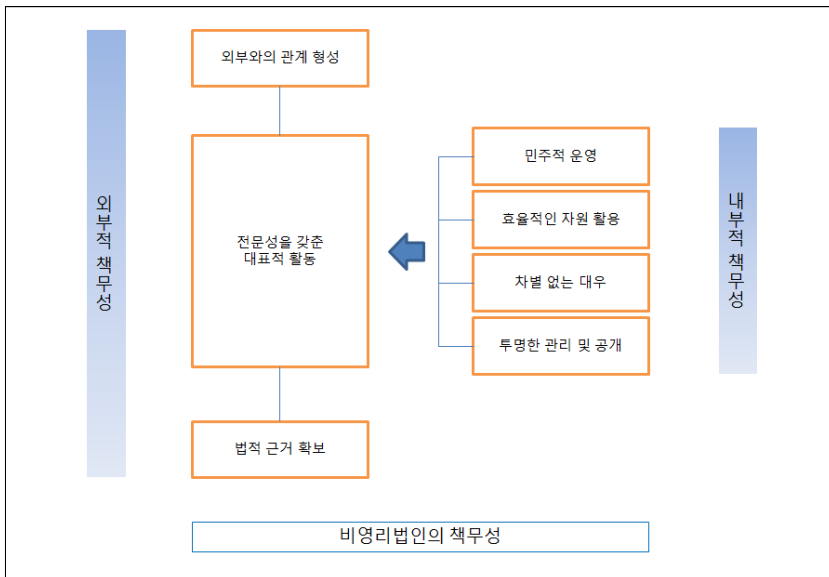 외부적 책무성
외부와의 관계 형성
전문성을 갖춘
대표적 활동
법적 근거 확보
민주적 운영
효율적인 자원 활용
차별 없는 대우
투명한 관리 및 공개
내부적 책무성
비영리법인의 책무성